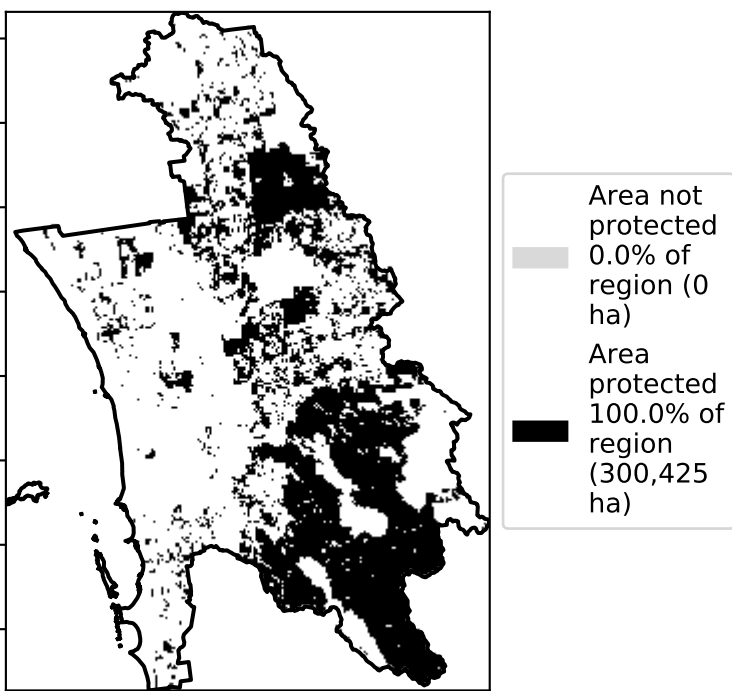 Area not
protected
0.0% of
region (0
ha)
Area
protected
100.0% of
region
(300,425
ha)